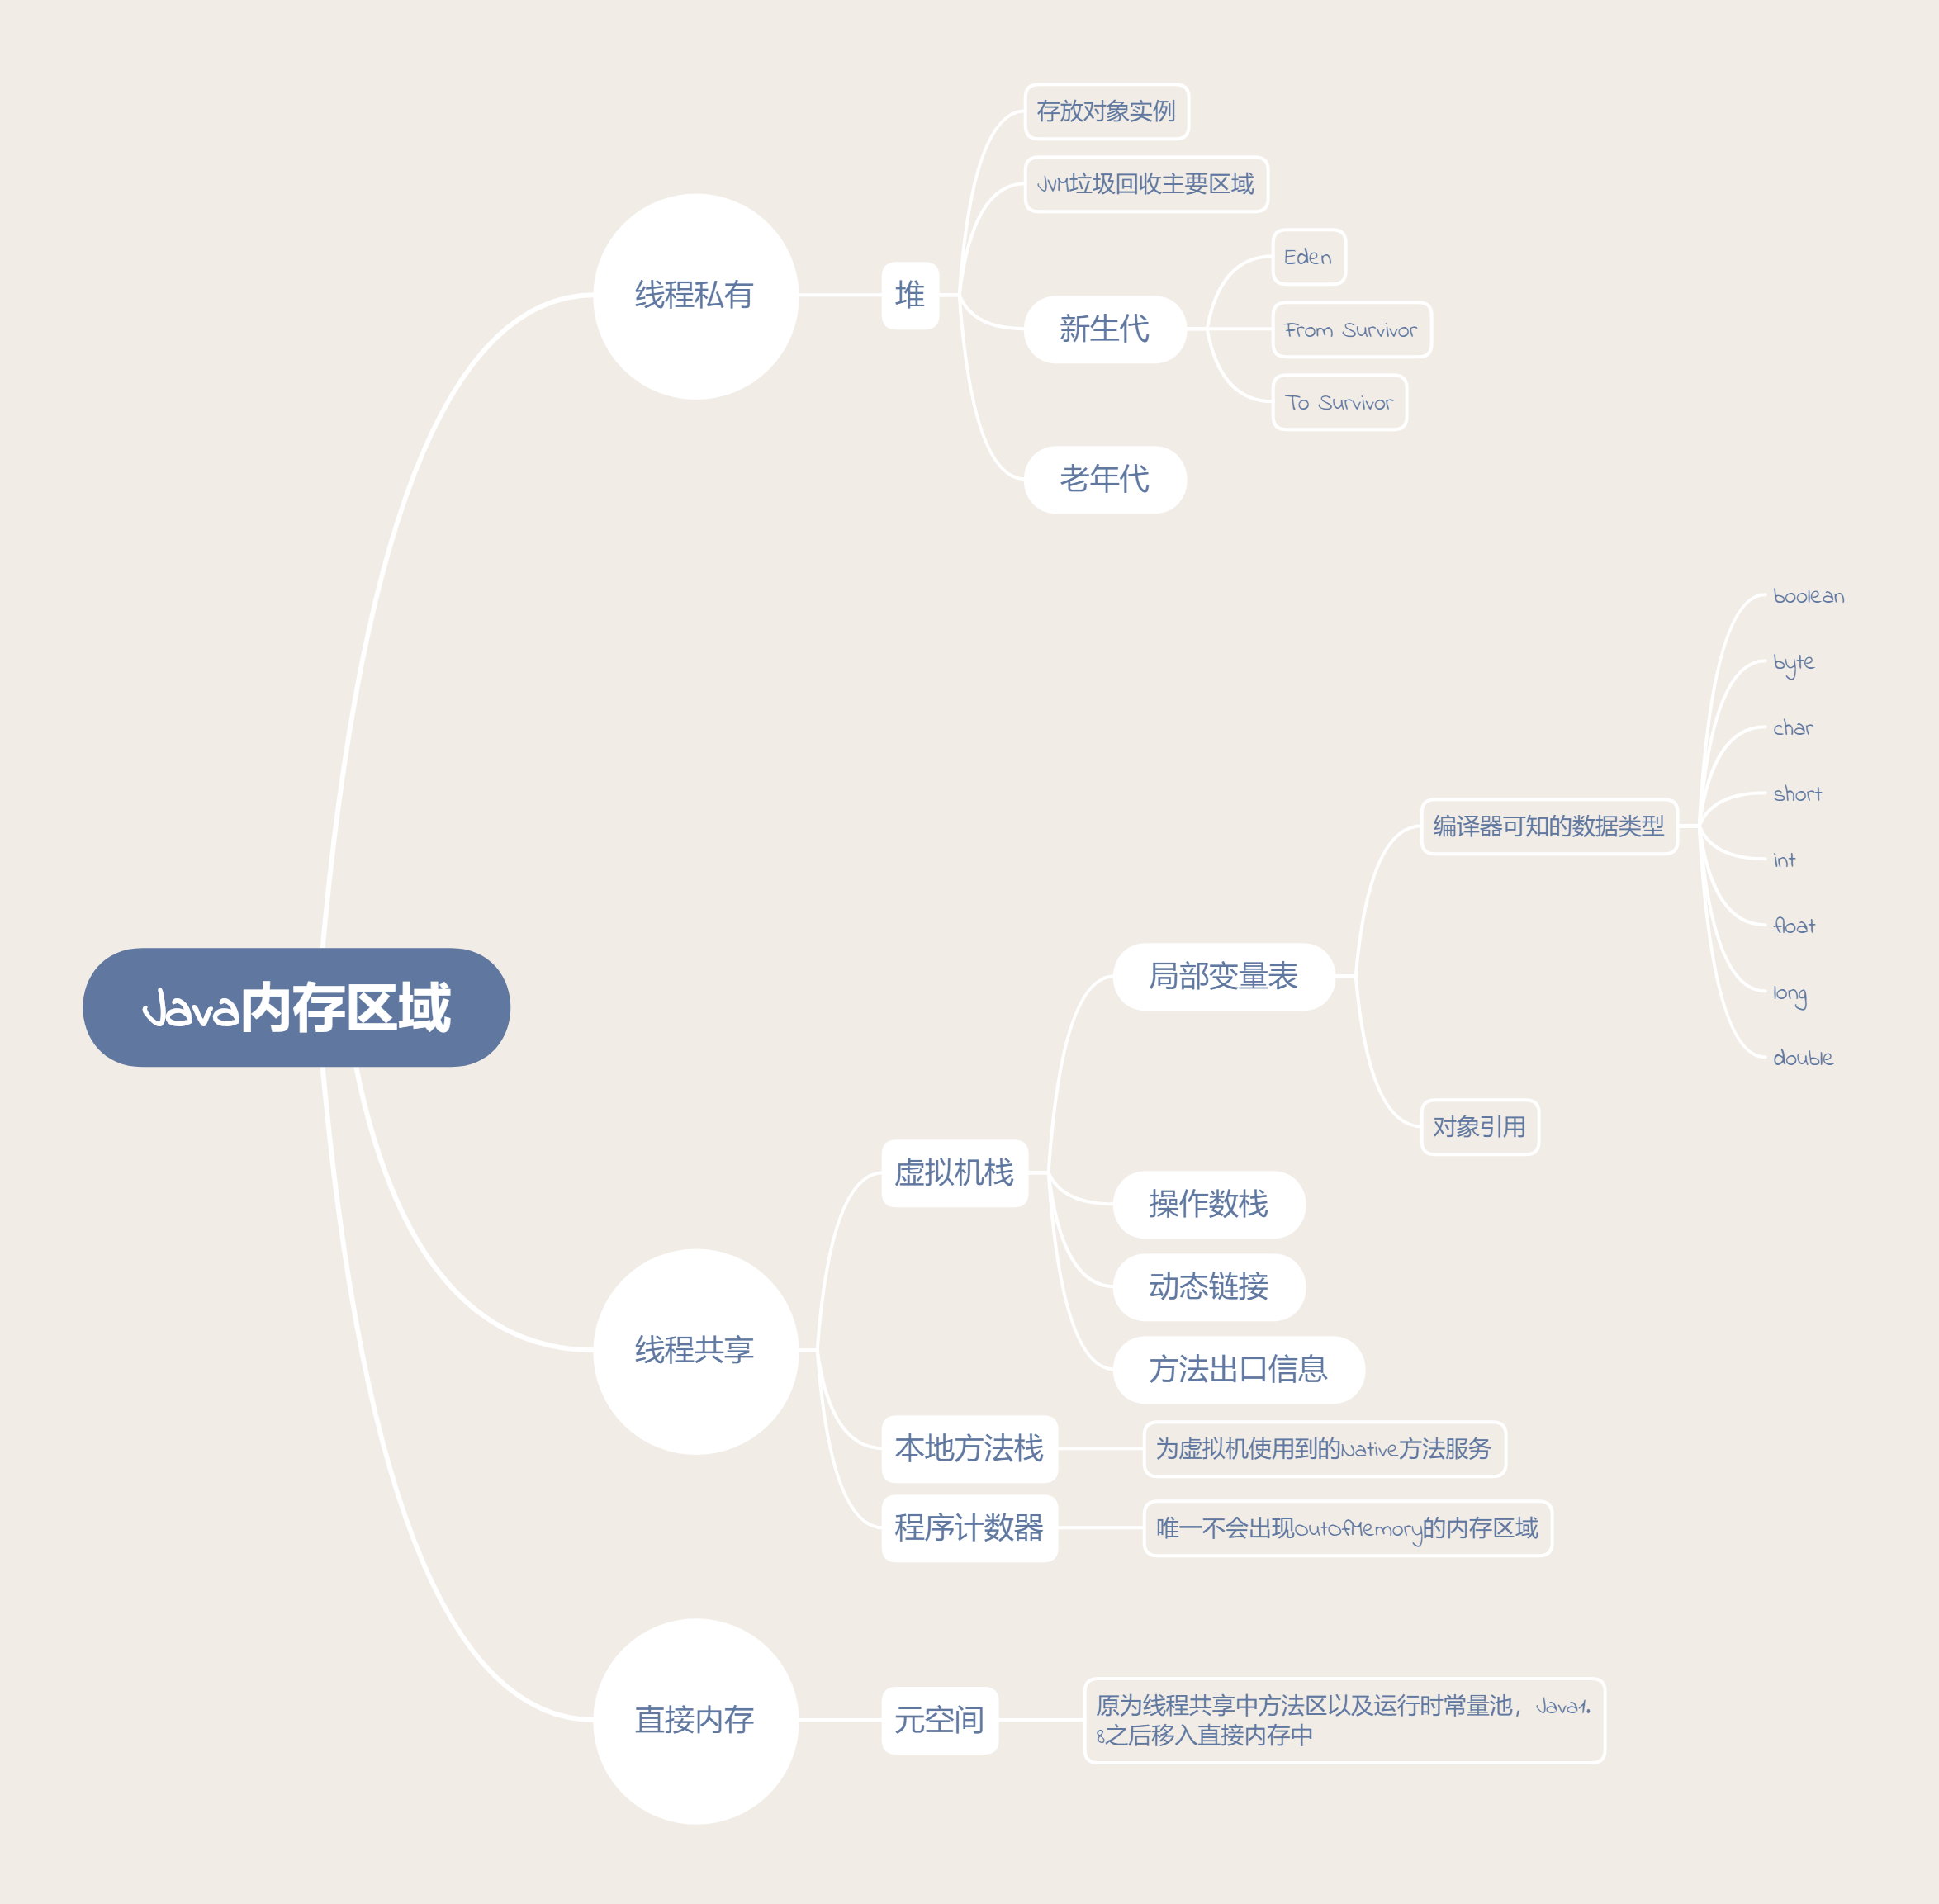 Java内存区域
线程私有
堆
存放对象实例
JVM垃圾回收主要区域
新生代
Eden
From Survivor
To Survivor
老年代
线程共享
虚拟机栈
局部变量表
编译器可知的数据类型
boolean
byte
char
short
int
float
long
double
对象引用
操作数栈
动态链接
方法出口信息
本地方法栈
为虚拟机使用到的Native方法服务
程序计数器
唯一不会出现OutOfMemory的内存区域
直接内存
元空间
原为线程共享中方法区以及运行时常量池，Java1.
8之后移入直接内存中